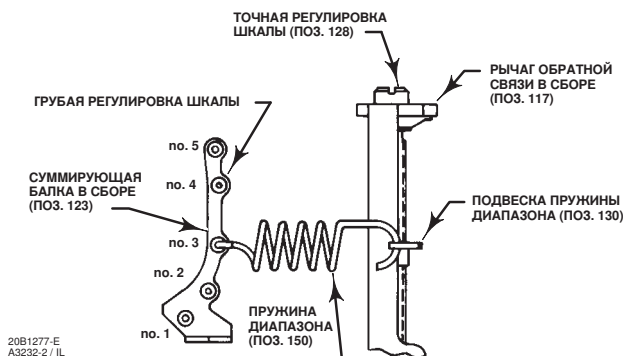 ТОЧНАЯ РЕГУЛИРОВКА
ШКАЛЫ (ПОЗ. 128)
РЫЧАГ ОБРАТНОЙ
СВЯЗИ В СБОРЕ
(ПОЗ. 117)
ГРУБАЯ РЕГУЛИРОВКА ШКАЛЫ
no. 5
СУММИРУЮЩАЯ
БАЛКА В СБОРЕ
(ПОЗ. 123)
no. 4
ПОДВЕСКА ПРУЖИНЫ
ДИАПАЗОНА (ПОЗ. 130)
no. 3
no. 2
ПРУЖИНА
ДИАПАЗОНА
(ПОЗ. 150)
no. 1
20B1277-E
A3232-2 / IL